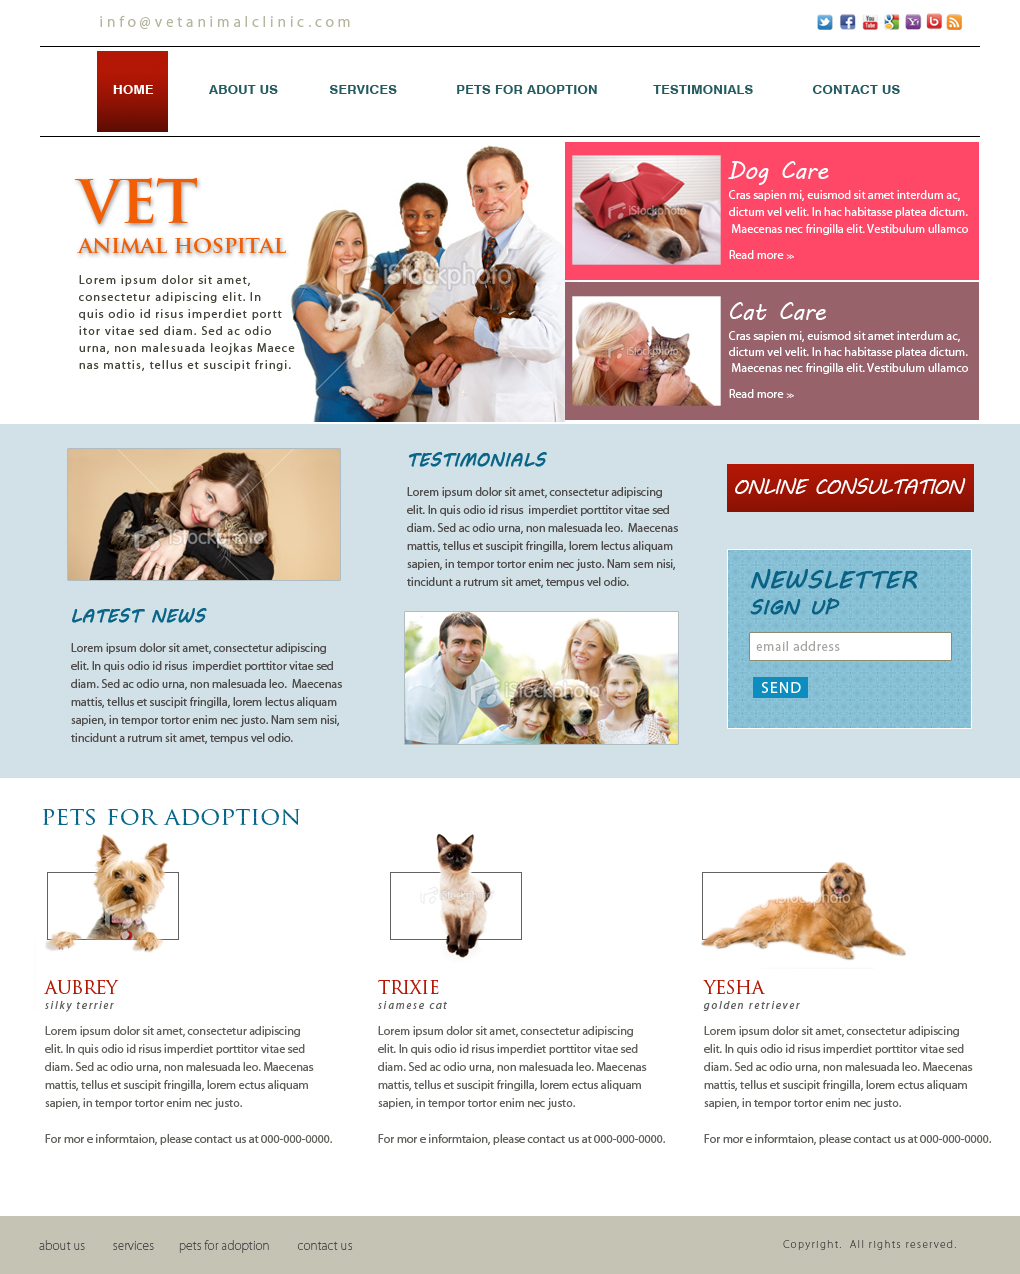 info@vetanimalclinic.com
HOME ABOUT US SERVICES PETS FOR ADOPTION TESTIMONIALS CONTACT US
VET
ANIMAL HOSPITAL
Lorem ipsum dolor sit amet,
consectetur adipiscing elit. In
quis odio id risus imperdiet portt
itor vitae sed diam. Sed ac odio
urna, non malesuada leojkas Maece
nas mattis, tellus et suscipit fringi.
iStockphoto
Dog Care
Cras sapien mi, euismod sit amet interdum ac,
dictum vel velit. In hac habitasse platea dictum.
Maecenas nec fringilla elit. Vestibulum ullamco
Read more »
iStockphoto
Cat Care
Cras sapien mi, euismod sit amet interdum ac,
dictum vel velit. In hac habitasse platea dictum.
Maecenas nec fringilla elit. Vestibulum ullamco
Read more »
iStockphoto
iStockphoto
LATEST NEWS
Lorem ipsum dolor sit amet, consectetur adipiscing
elit. In quis odio id risus imperdiet porttitor vitae sed
diam. Sed ac odio urna, non malesuada leo. Maecenas
mattis, tellus et suscipit fringilla, lorem lectus aliquam
sapien, in tempor tortor enim nec justo. Nam sem nisi,
tincidunt a rutrum sit amet, tempus vel odio.
TESTIMONIALS
Lorem ipsum dolor sit amet, consectetur adipiscing
elit. In quis odio id risus imperdiet porttitor vitae sed
diam. Sed ac odio urna, non malesuada leo. Maecenas
mattis, tellus et suscipit fringilla, lorem lectus aliquam
sapien, in tempor tortor enim nec justo. Nam sem nisi,
tincidunt a rutrum sit amet, tempus vel odio.
iStockphoto
ONLINE CONSULTATION
NEWSLETTER
SIGN UP
email address
SEND
PETS FOR ADOPTION
AUBREY
silky terrier
Lorem ipsum dolor sit amet, consectetur adipiscing
elit. In quis odio id risus imperdiet porttitor vitae sed
diam. Sed ac odio urna, non malesuada leo. Maecenas
mattis, tellus et suscipit fringilla, lorem ectus aliquam
sapien, in tempor tortor enim nec justo.
For mor e informtaion, please contact us at 000-000-0000.
iStockphoto
TRIXIE
siamese cat
Lorem ipsum dolor sit amet, consectetur adipiscing
elit. In quis odio id risus imperdiet porttitor vitae sed
diam. Sed ac odio urna, non malesuada leo. Maecenas
mattis, tellus et suscipit fringilla, lorem ectus aliquam
sapien, in tempor tortor enim nec justo.
For mor e informtaion, please contact us at 000-000-0000.
iStockphoto
YESHA
golden retriever
Lorem ipsum dolor sit amet, consectetur adipiscing
elit. In quis odio id risus imperdiet porttitor vitae sed
diam. Sed ac odio urna, non malesuada leo. Maecenas
mattis, tellus et suscipit fringilla, lorem ectus aliquam
sapien, in tempor tortor enim nec justo.
For mor e informtaion, please contact us at 000-000-0000.
about us services pets for adoption contact us
Copyright. All rights reserved.